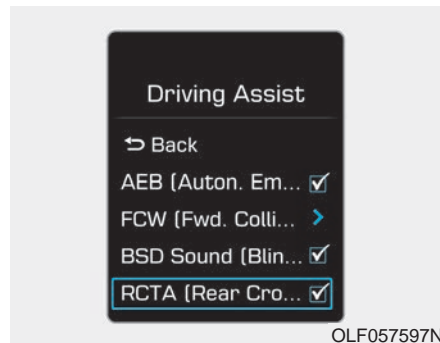 Driving Assist
Back
AEB (Auton. Em...
FCW (Fwd. Colli...
BSD Sound (Blin...
RCTA (Rear Cro...
OLF057597N